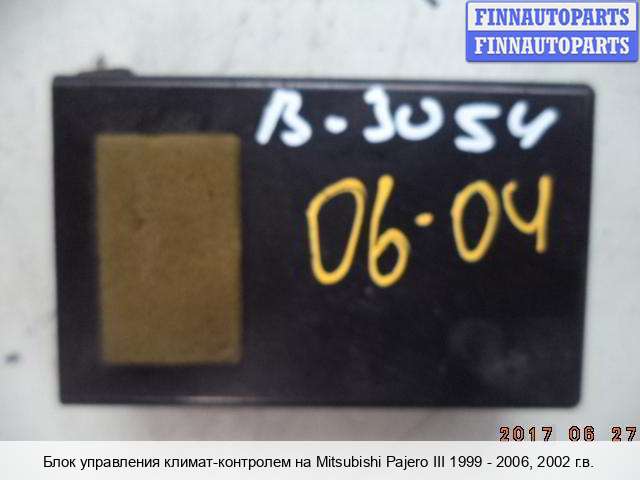 FINNAUTOPARTS
FINNAUTOPARTS
B-3054
06-04
2017 06 27
Блок управления климат-контролем на Mitsubishi Pajero III 1999 - 2006, 2002 г.в.